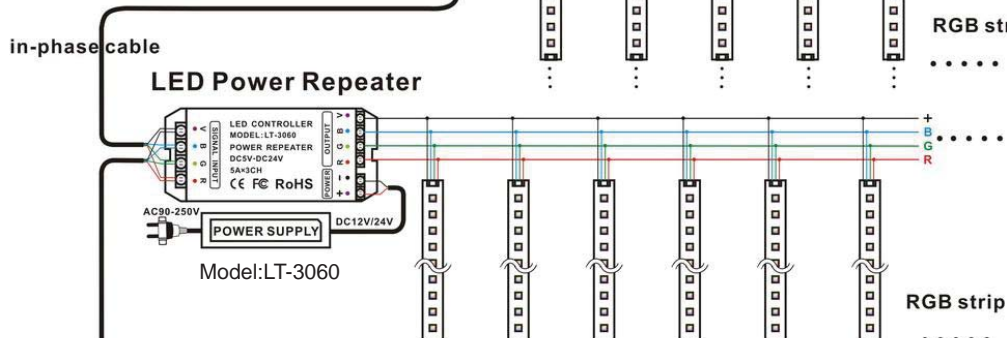 RGB str
in-phase cable
LED Power Repeater
V
B
G
R
SIGNAL INPUT
LED CONTROLLER
MODEL:LT-3060
POWER REPEATER
DC5V-DC24V
5A×3CH
CE FC RoHS
OUTPUT
V
B
G
R
POWER
−
+
+
B
G
R
AC90-250V
POWER SUPPLY
DC12V/24V
Model:LT-3060
RGB strip